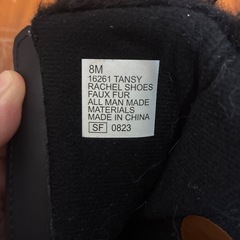 8M
16261 TANSY
RACHEL SHOES
FAUX FUR
ALL MAN MADE
MATERIALS
MADE IN CHINA
SF 0823